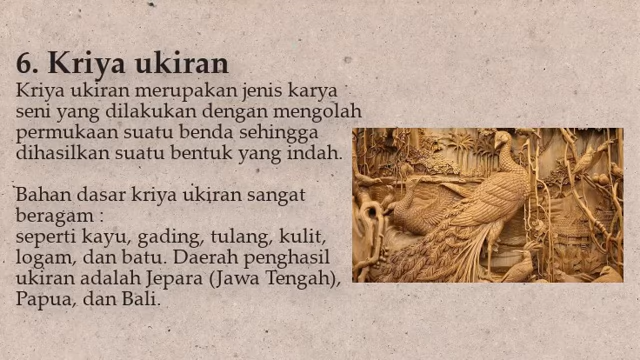 6. Kriya ukiran
Kriya ukiran merupakan jenis karya
seni yang dilakukan dengan mengolah
permukaan suatu benda sehingga
dihasilkan suatu bentuk yang indah.
Bahan dasar kriya ukiran sangat
beragam :
seperti kayu, gading, tulang, kulit,
logam, dan batu. Daerah penghasil
ukiran adalah Jepara (Jawa Tengah),
Papua, dan Bali.